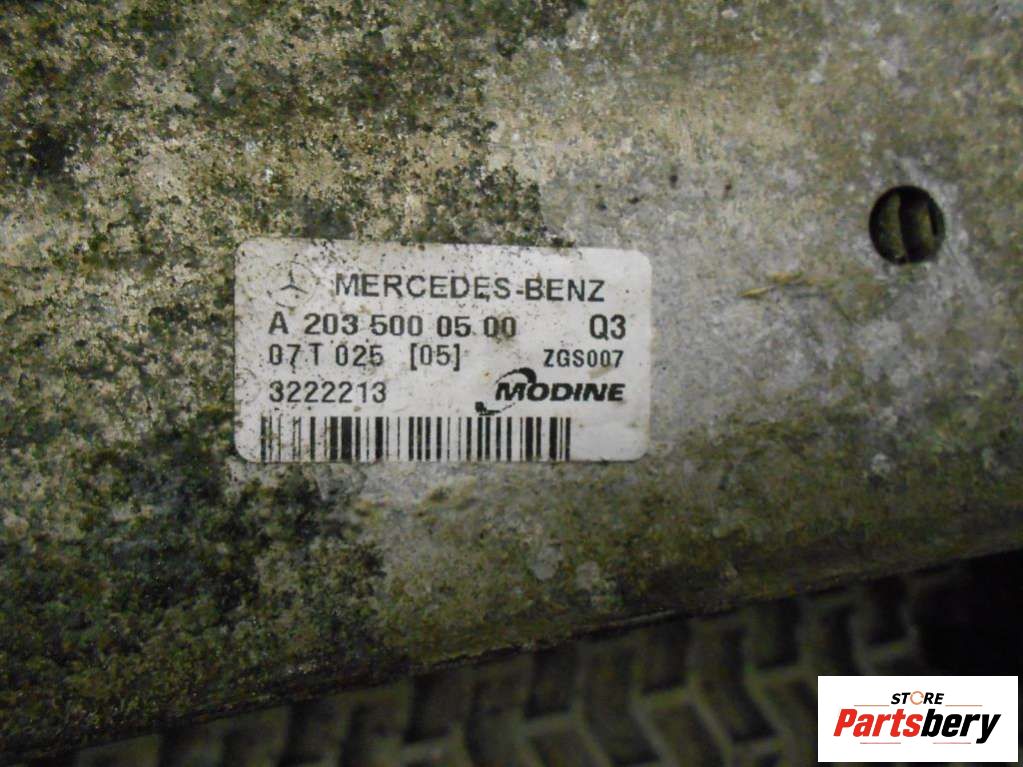 MERCEDES-BENZ
A 203 500 05 00 Q3
07 T 025 [05] ZGS007
3222213 MODINE
STORE
Partsbery